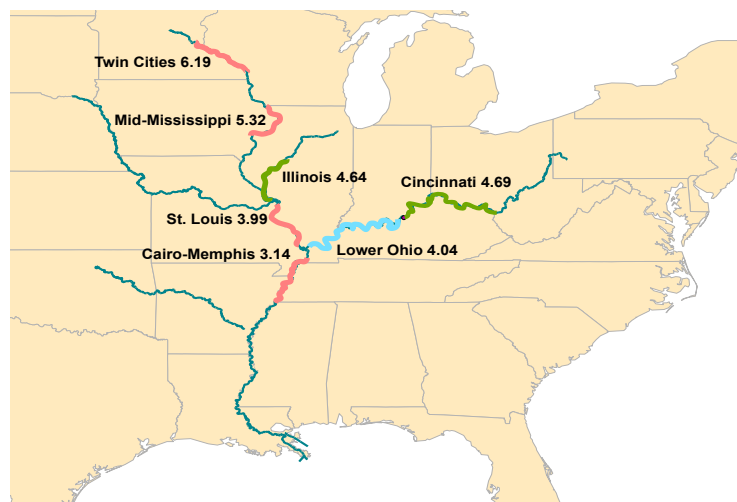 Twin Cities 6.19
Mid-Mississippi 5.32
Illinois 4.64
Cincinnati 4.69
St. Louis 3.99
Cairo-Memphis 3.14
Lower Ohio 4.04